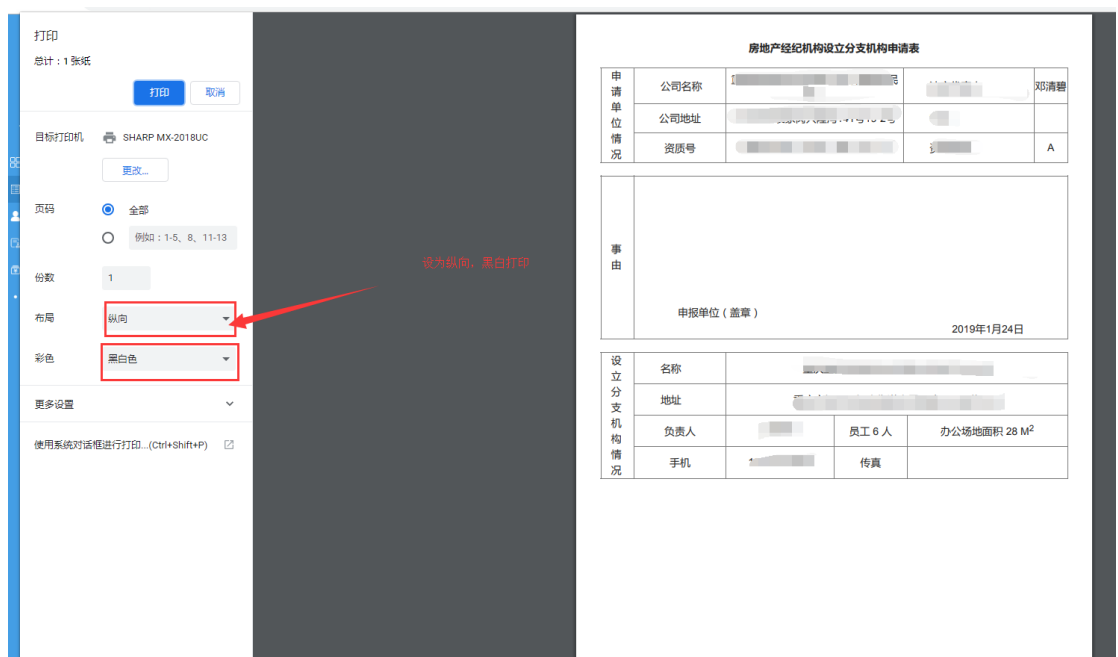 打印
总计：1 张纸
打印 取消
目标打印机 SHARP MX-2018UC
更改...
页码 全部
例如：1-5、8、11-13
份数 1
布局 纵向
彩色 黑白色
更多设置
使用系统对话框进行打印...(Ctrl+Shift+P)
设为纵向，黑白打印
房地产经纪机构设立分支机构申请表
申请单位情况
公司名称 邓清碧
公司地址
资质号 A
事由
申报单位（盖章）
2019年1月24日
设立分支机构情况
名称
地址
负责人 员工 6 人 办公场地面积 28 M²
手机 传真